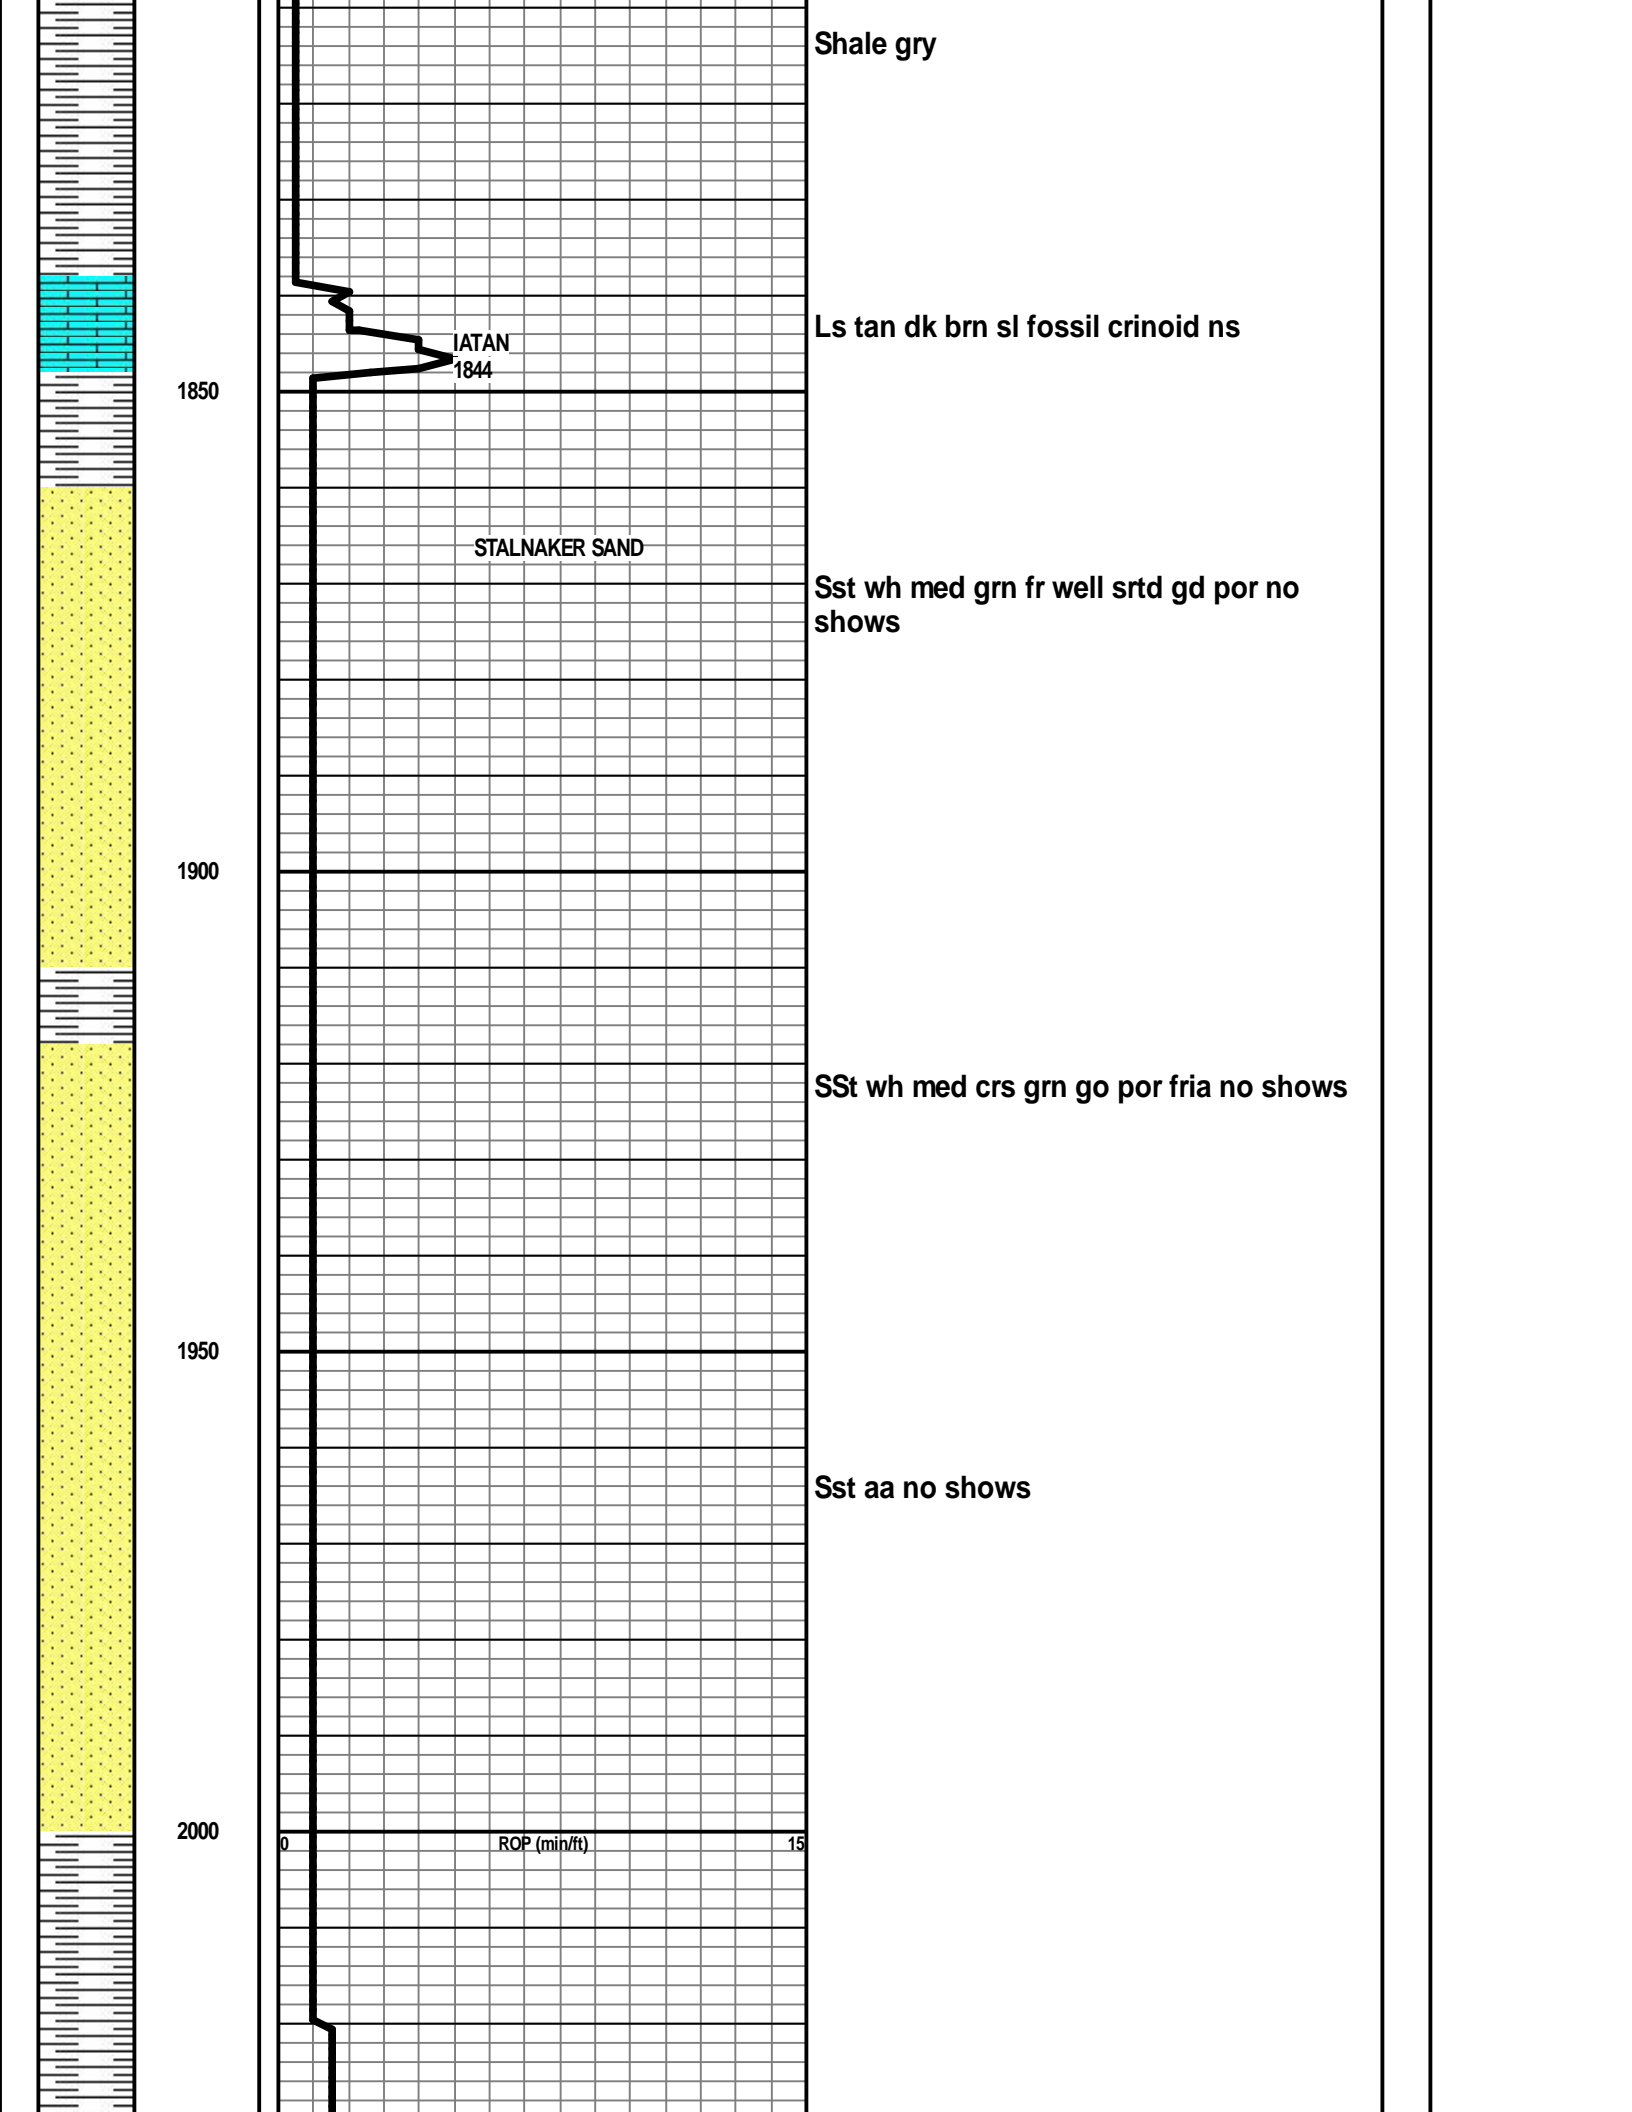 Shale gry
Ls tan dk brn sl fossil crinoid ns
IATAN
1844
1850
STALNAKER SAND
Sst wh med grn fr well srtd gd por no
shows
1900
SSt wh med crs grn go por fria no shows
1950
Sst aa no shows
2000
0 ROP (min/ft) 15